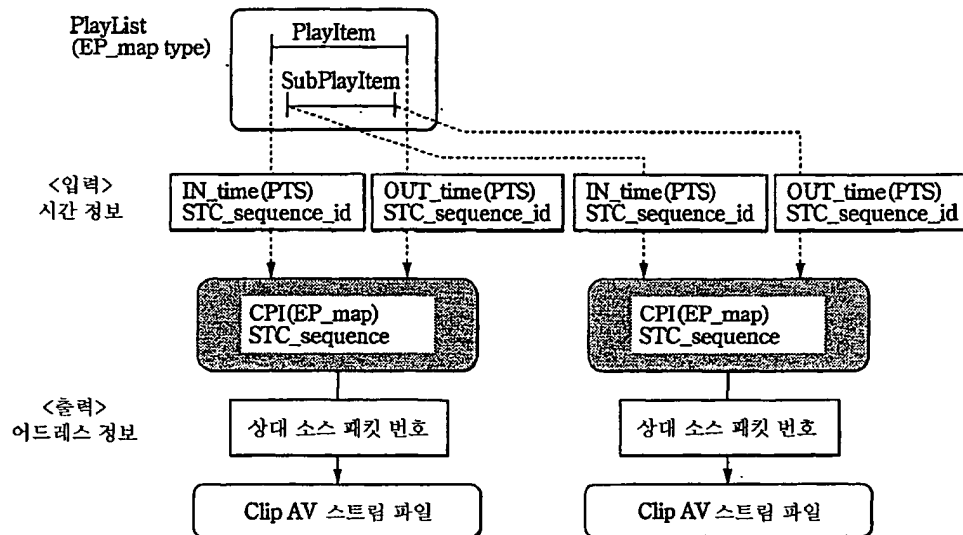 PlayList
(EP_map type)
PlayItem
SubPlayItem
<입력>
시간 정보
IN_time(PTS)
STC_sequence_id
OUT_time(PTS)
STC_sequence_id
IN_time(PTS)
STC_sequence_id
OUT_time(PTS)
STC_sequence_id
CPI(EP_map)
STC_sequence
CPI(EP_map)
STC_sequence
<출력>
어드레스 정보
상대 소스 패킷 번호
상대 소스 패킷 번호
Clip AV 스트림 파일
Clip AV 스트림 파일